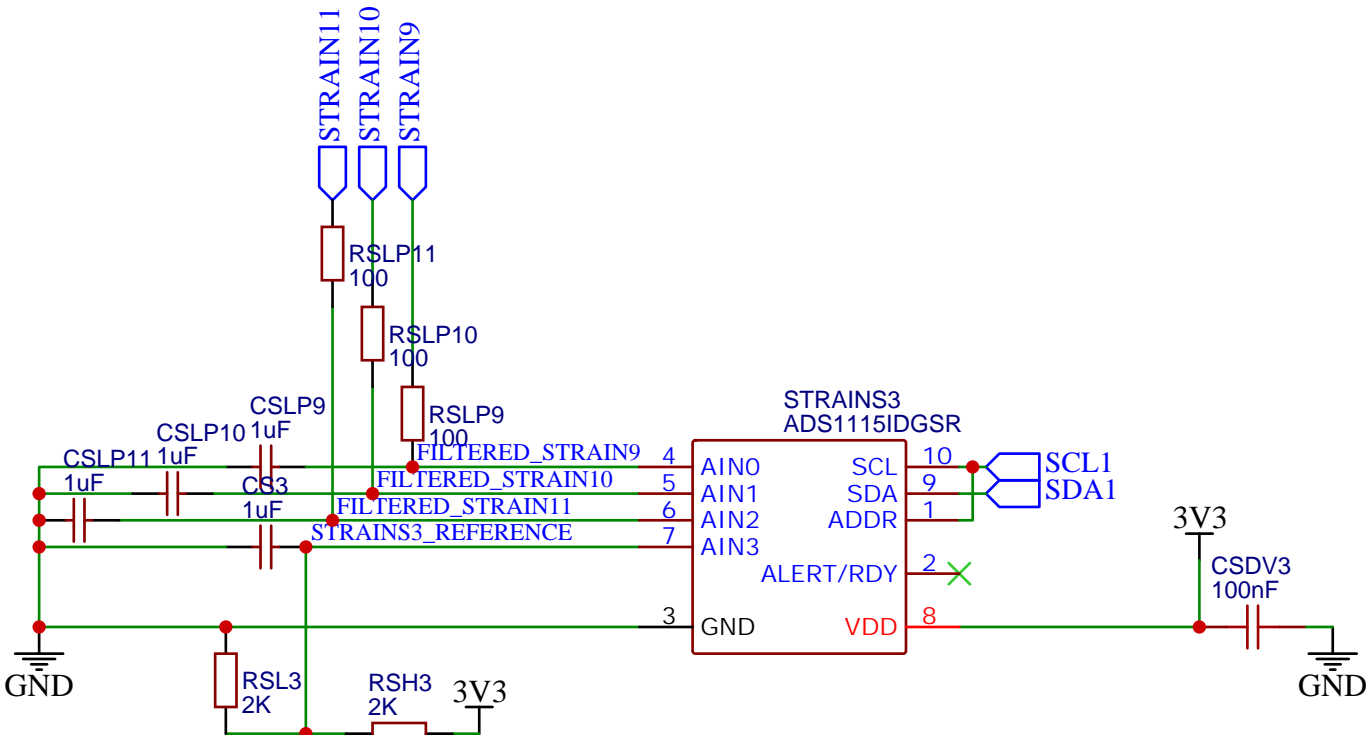 STRAIN11
STRAIN10
STRAIN9
RSLP11
100
RSLP10
100
RSLP9
100
CSLP9
1uF
CSLP10
1uF
CSLP11
1uF
CS3
1uF
FILTERED_STRAIN9
FILTERED_STRAIN10
FILTERED_STRAIN11
STRAINS3_REFERENCE
STRAINS3
ADS1115IDGSR
4 AIN0
5 AIN1
6 AIN2
7 AIN3
3 GND
SCL 10
SDA 9
ADDR 1
ALERT/RDY 2
VDD 8
SCL1
SDA1
3V3
CSDV3
100nF
GND
GND
RSL3
2K
RSH3
2K
3V3